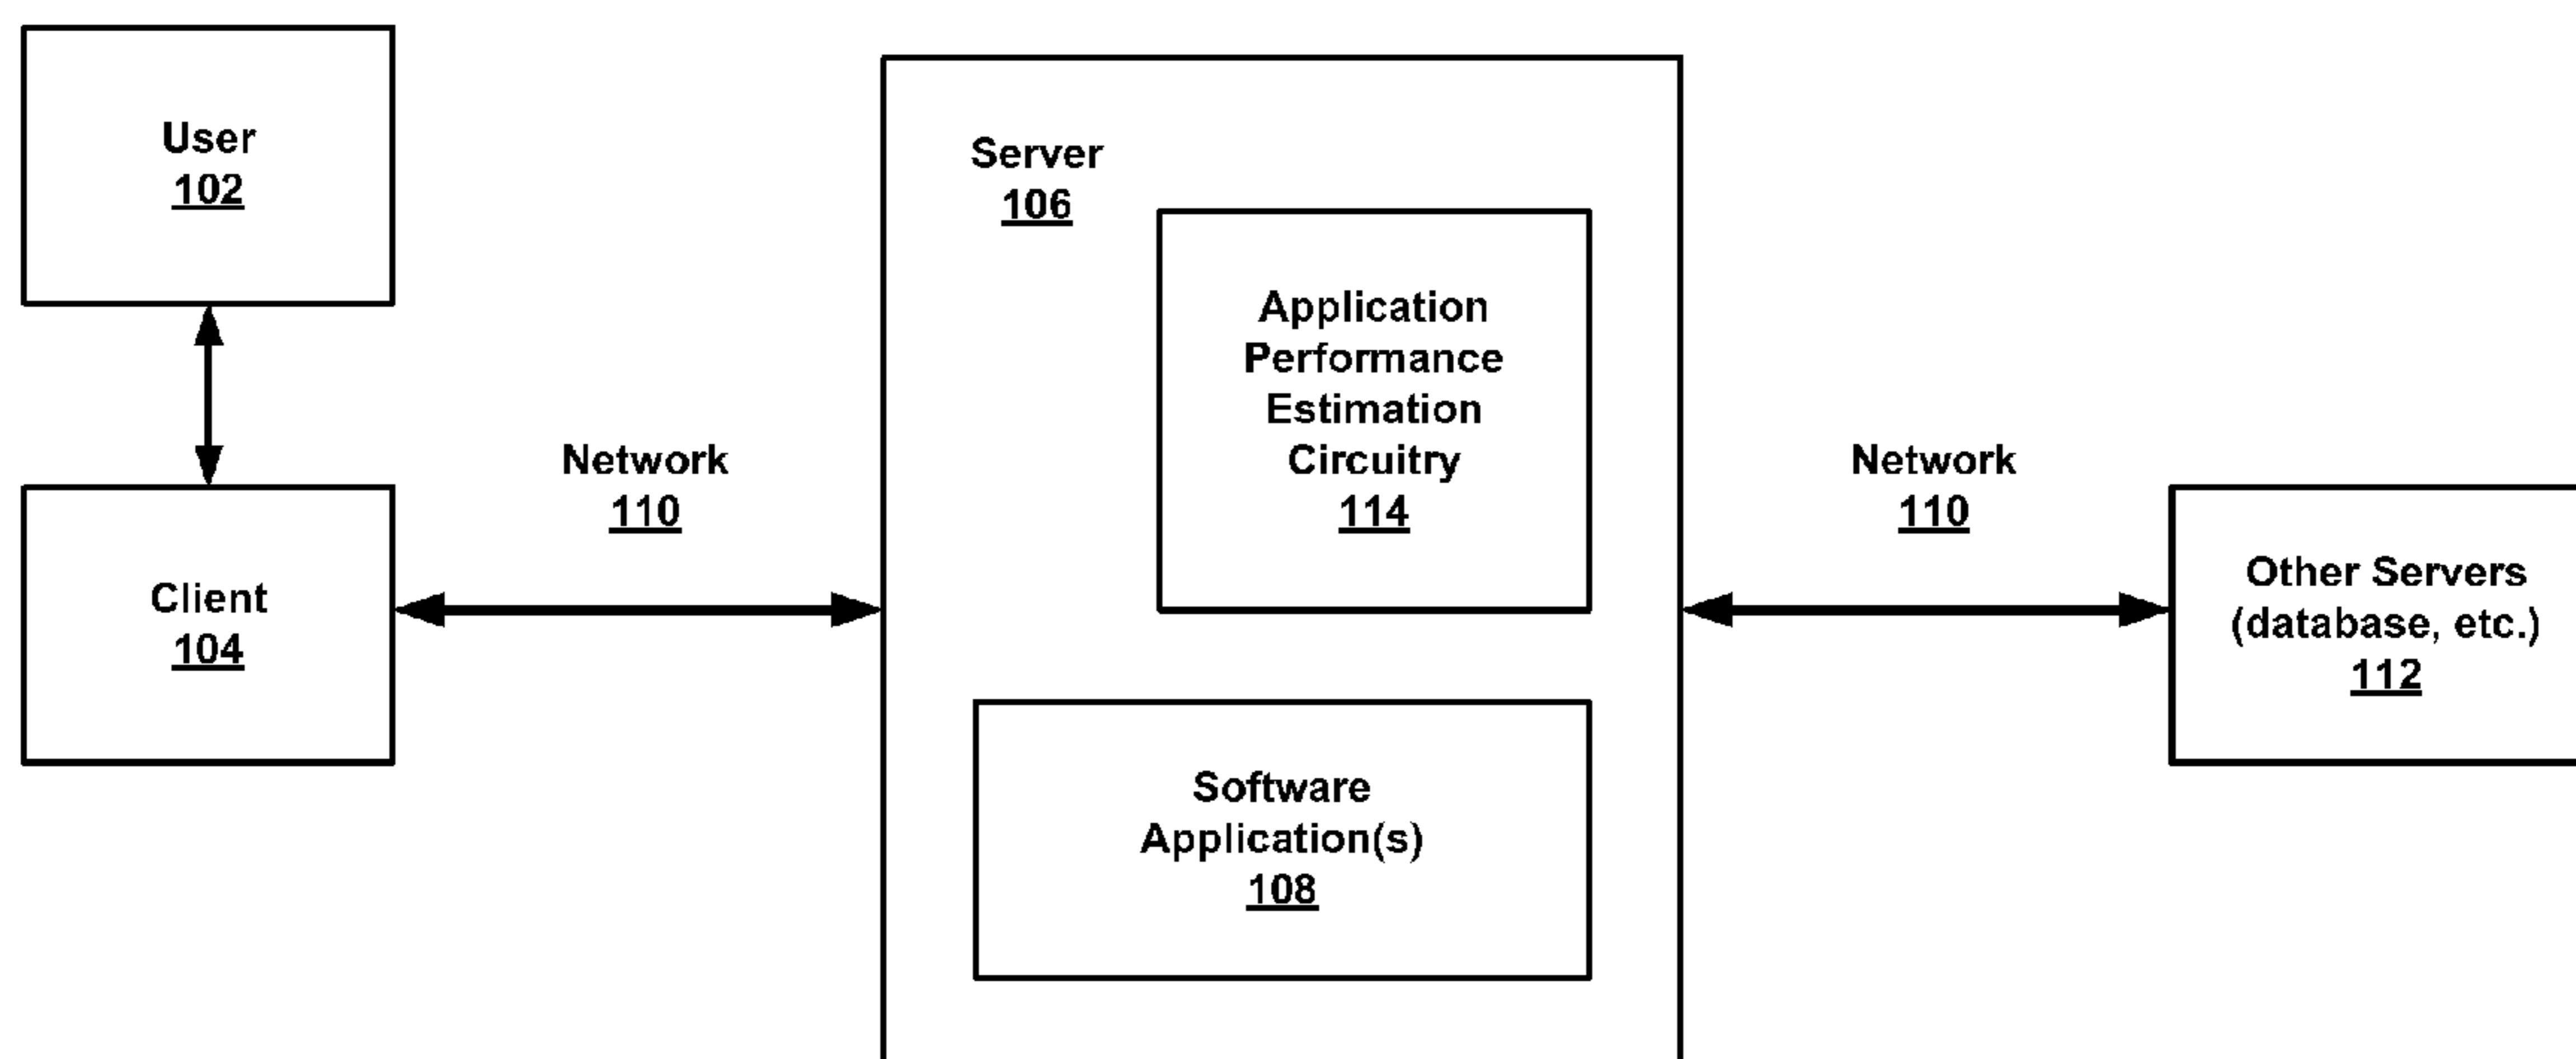 User
102
Client
104
Network
110
Server
106
Application
Performance
Estimation
Circuitry
114
Software
Application(s)
108
Network
110
Other Servers
(database, etc.)
112